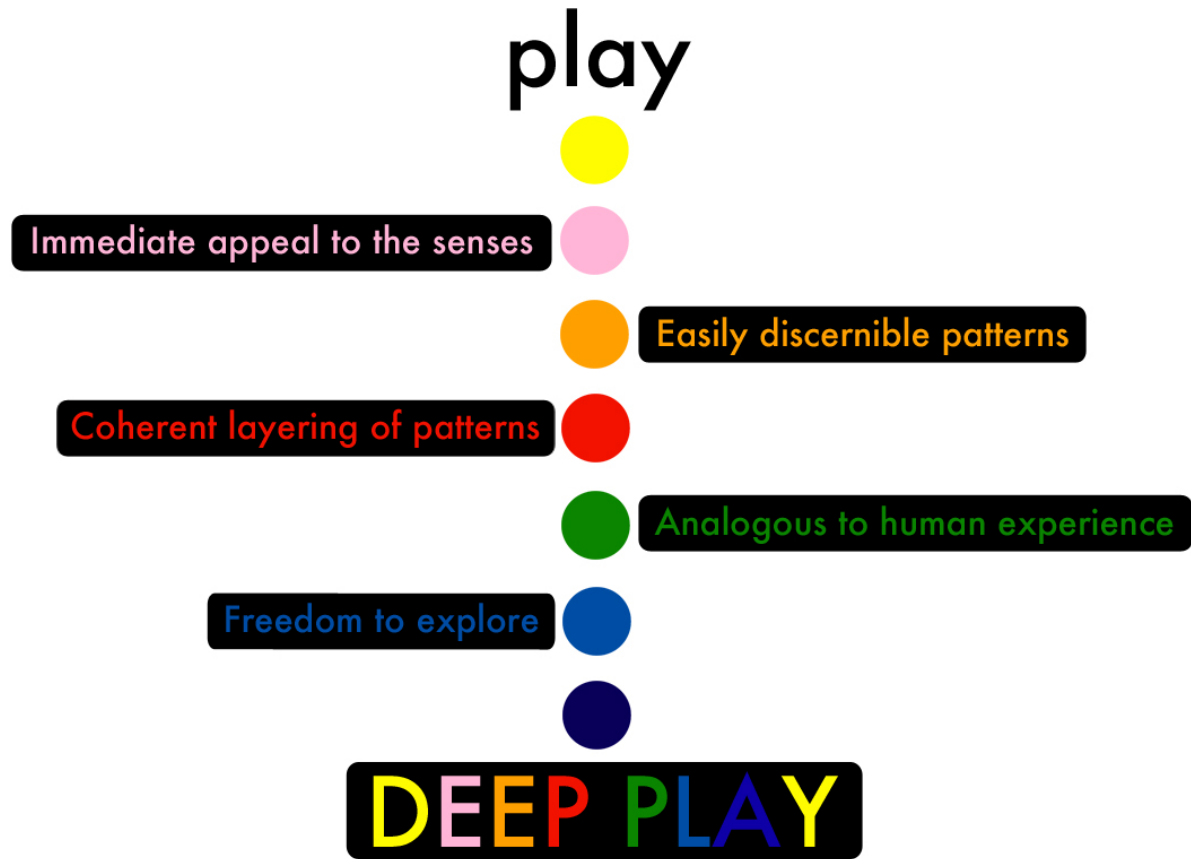 play
Immediate appeal to the senses
Easily discernible patterns
Coherent layering of patterns
Analogous to human experience
Freedom to explore
DEEP PLAY